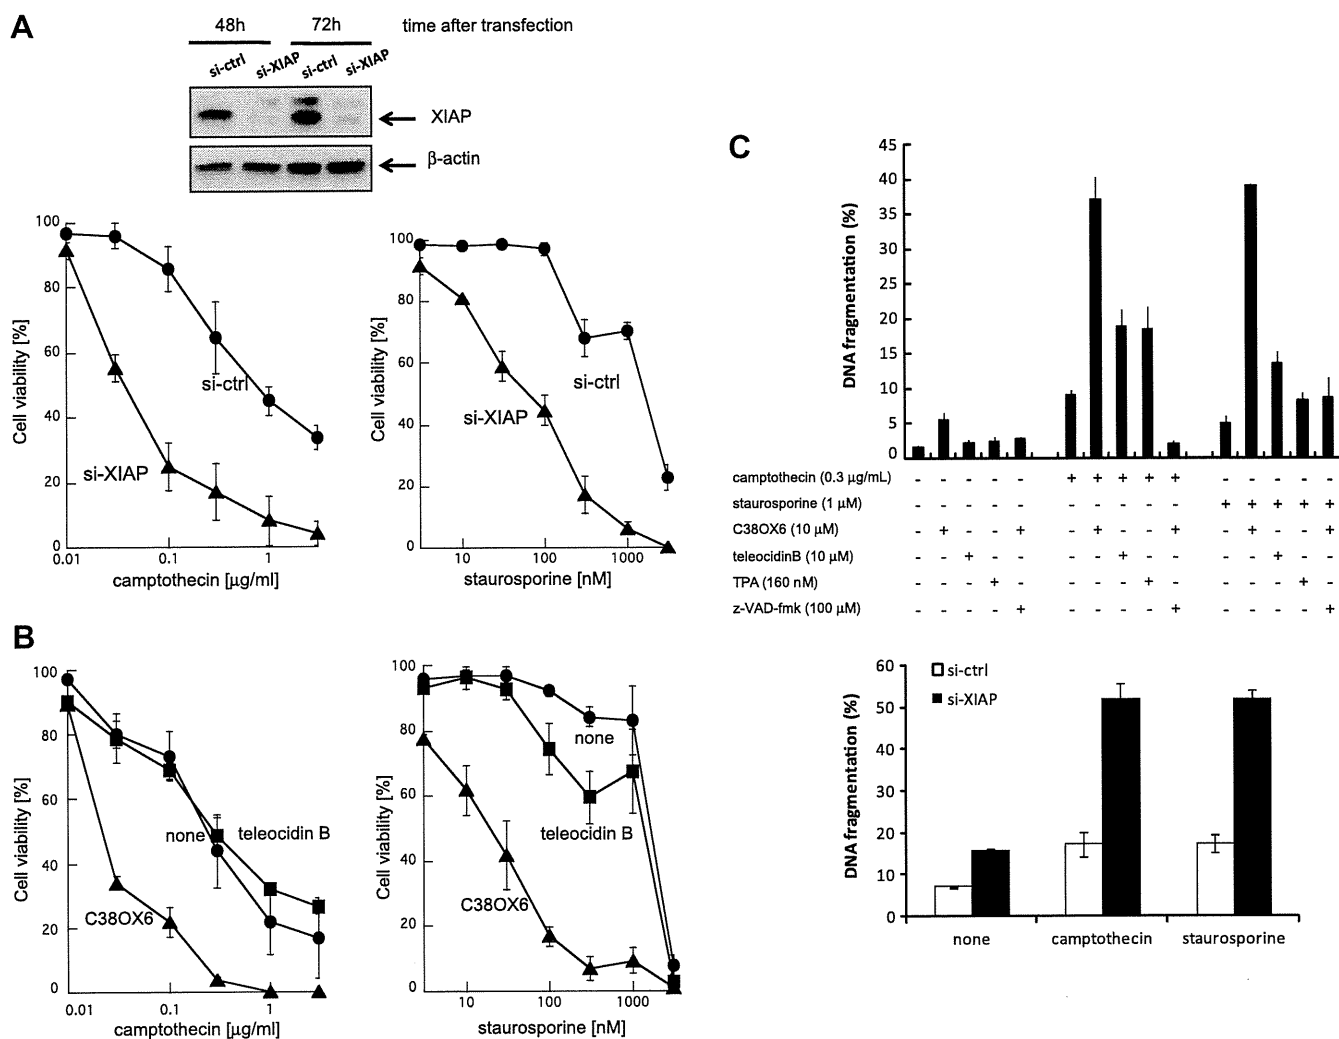 A
48h 72h time after transfection
si-ctrl si-XIAP si-ctrl si-XIAP
XIAP
β-actin
100
80
60
40
20
0
Cell viability [%]
si-ctrl
si-XIAP
0.01 0.1 1
camptothecin [μg/ml]
100
80
60
40
20
0
Cell viability [%]
si-ctrl
si-XIAP
10 100 1000
staurosporine [nM]
B
100
80
60
40
20
0
Cell viability [%]
none
teleocidin B
C38OX6
0.01 0.1 1
camptothecin [μg/ml]
100
80
60
40
20
0
Cell viability [%]
none
teleocidin B
C38OX6
10 100 1000
staurosporine [nM]
C
45
40
35
30
25
20
15
10
5
0
DNA fragmentation (%)
camptothecin (0.3 μg/mL) - - - - - + + + + + - - - - -
staurosporine (1 μM) - - - - - - - - - - + + + + +
C38OX6 (10 μM) - + - - + - + - - + - + - - +
teleocidinB (10 μM) - - + - - - - + - - - - + - -
TPA (160 nM) - - - + - - - - + - - - - + -
z-VAD-fmk (100 μM) - - - - + - - - - + - - - - +
60
50
40
30
20
10
0
DNA fragmentation (%)
si-ctrl
si-XIAP
none camptothecin staurosporine